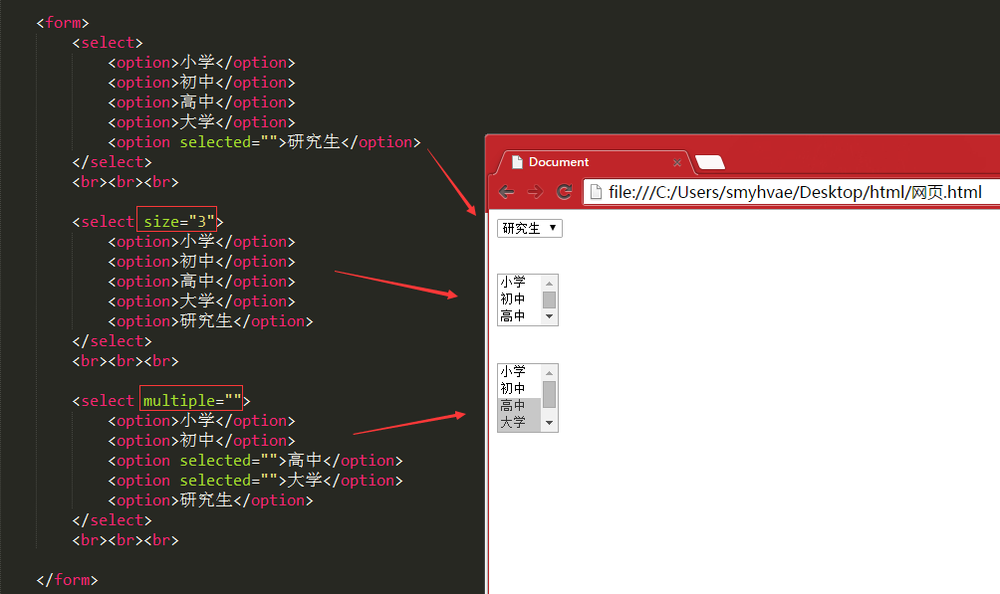 <form>
<select>
<option>小学</option>
<option>初中</option>
<option>高中</option>
<option>大学</option>
<option selected="">研究生</option>
</select>
<br><br><br>
<select size="3">
<option>小学</option>
<option>初中</option>
<option>高中</option>
<option>大学</option>
<option>研究生</option>
</select>
<br><br><br>
<select multiple="">
<option>小学</option>
<option>初中</option>
<option selected="">高中</option>
<option selected="">大学</option>
<option>研究生</option>
</select>
<br><br><br>
</form>
Document
file:///C:/Users/smyhvae/Desktop/html/网页.html
研究生
小学
初中
高中
小学
初中
高中
大学